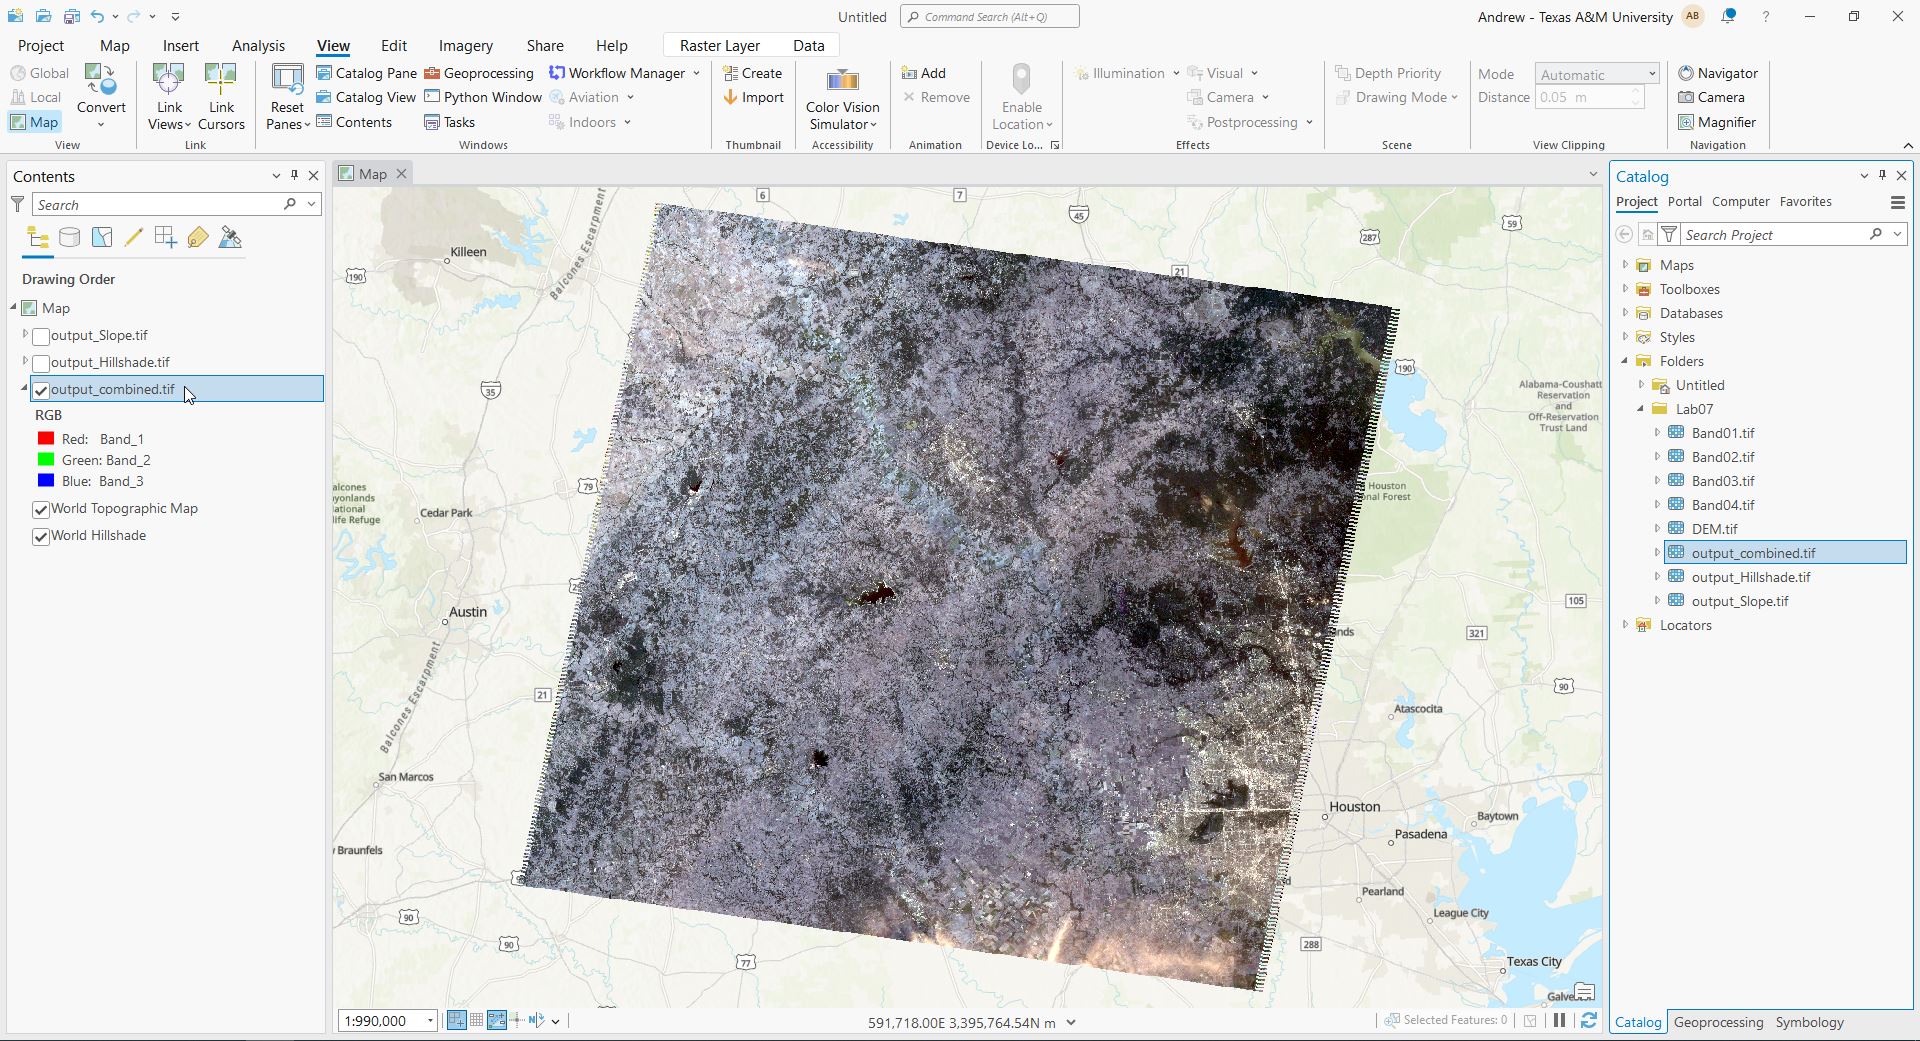 Untitled
Command Search (Alt+Q)
Andrew - Texas A&M University
AB
?
Project Map Insert Analysis View Edit Imagery Share Help Raster Layer Data
Global
Local
Map
Convert
View
Link Views
Link Cursors
Link
Reset Panes
Catalog Pane
Catalog View
Contents
Geoprocessing
Python Window
Tasks
Workflow Manager
Aviation
Indoors
Windows
Create
Import
Thumbnail
Color Vision Simulator
Accessibility
Add
Remove
Animation
Enable Location
Device Lo...
Illumination
Visual
Camera
Postprocessing
Effects
Depth Priority
Drawing Mode
Scene
Mode Automatic
Distance 0.05 m
View Clipping
Navigator
Camera
Magnifier
Navigation
Contents
Search
Drawing Order
Map
output_Slope.tif
output_Hillshade.tif
output_combined.tif
RGB
Red: Band_1
Green: Band_2
Blue: Band_3
World Topographic Map
World Hillshade
Map
6
7
45
59
287
Killeen
190
Balcones Escarpment
21
190
35
Alabama-Coushatt
Reservation
and
Off-Reservation
Trust Land
79
alcones
nyonlands
lational
life Refuge
Cedar Park
Houston
nal Forest
Austin
105
nds
321
Balcones Escarpment
21
90
Atascocita
San Marcos
Houston
Baytown
Pasadena
v Braunfels
d
Pearland
90
League City
90
288
77
Texas City
Galve
1:990,000
591,718.00E 3,395,764.54N m
Selected Features: 0
Catalog
Project Portal Computer Favorites
Search Project
Maps
Toolboxes
Databases
Styles
Folders
Untitled
Lab07
Band01.tif
Band02.tif
Band03.tif
Band04.tif
DEM.tif
output_combined.tif
output_Hillshade.tif
output_Slope.tif
Locators
Catalog Geoprocessing Symbology